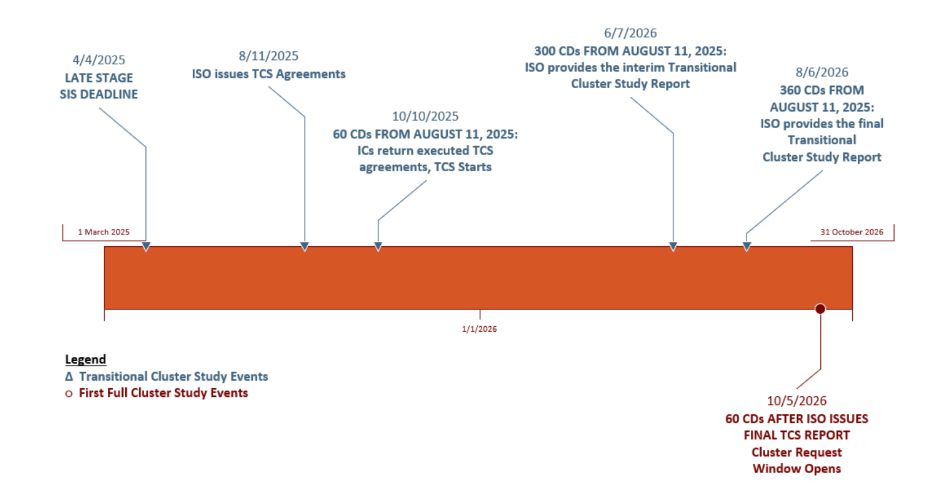 4/4/2025
LATE STAGE
SIS DEADLINE
8/11/2025
ISO issues TCS Agreements
10/10/2025
60 CDs FROM AUGUST 11, 2025:
ICs return executed TCS
agreements, TCS Starts
6/7/2026
300 CDs FROM AUGUST 11, 2025:
ISO provides the interim Transitional
Cluster Study Report
8/6/2026
360 CDs FROM
AUGUST 11, 2025:
ISO provides the final
Transitional
Cluster Study Report
1 March 2025
31 October 2026
1/1/2026
Legend
Δ Transitional Cluster Study Events
o First Full Cluster Study Events
10/5/2026
60 CDs AFTER ISO ISSUES
FINAL TCS REPORT
Cluster Request
Window Opens